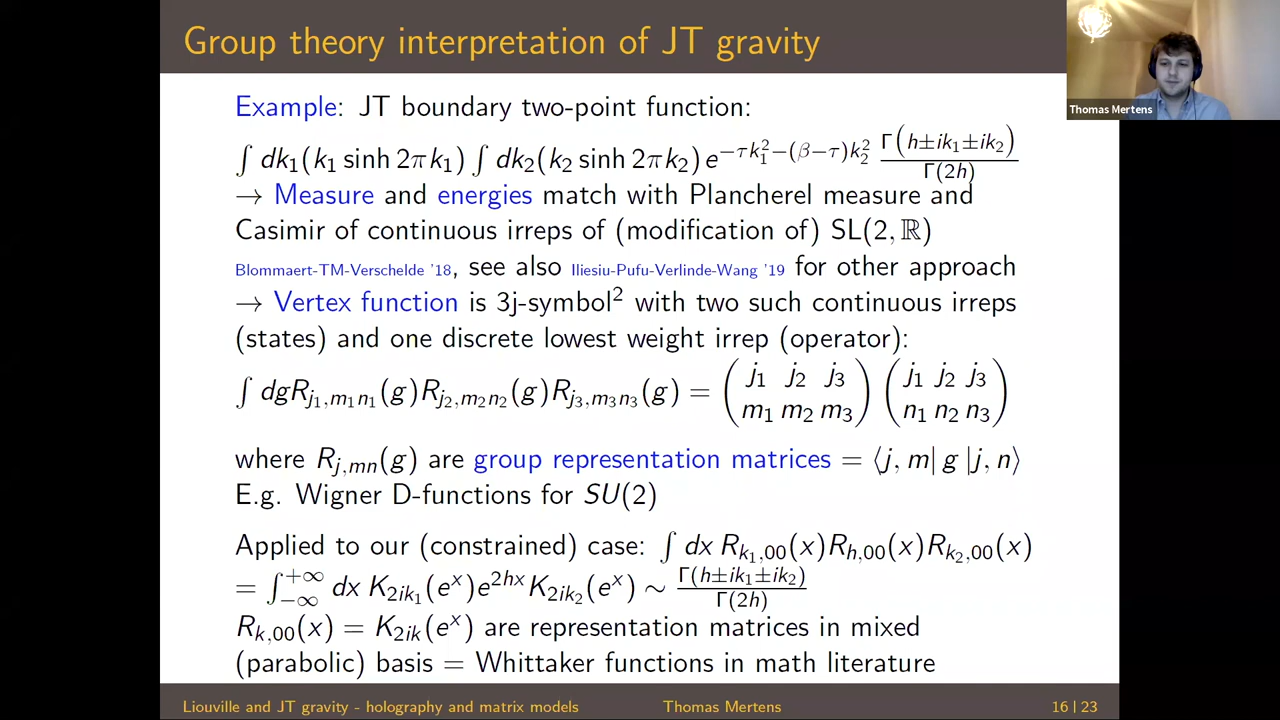 Group theory interpretation of JT gravity
Thomas Mertens
Example: JT boundary two-point function:
∫ dk₁(k₁ sinh 2πk₁) ∫ dk₂(k₂ sinh 2πk₂) e^{−τk₁²−(β−τ)k₂²} Γ(h±ik₁±ik₂)/Γ(2h)
→ Measure and energies match with Plancherel measure and
Casimir of continuous irreps of (modification of) SL(2,ℝ)
Blommaert-TM-Verschelde '18, see also Iliesiu-Pufu-Verlinde-Wang '19 for other approach
→ Vertex function is 3j-symbol² with two such continuous irreps
(states) and one discrete lowest weight irrep (operator):
∫ dgR_{j₁,m₁n₁}(g)R_{j₂,m₂n₂}(g)R_{j₃,m₃n₃}(g) = (j₁ j₂ j₃ / m₁ m₂ m₃) (j₁ j₂ j₃ / n₁ n₂ n₃)
where R_{j,mn}(g) are group representation matrices = ⟨j, m| g |j, n⟩
E.g. Wigner D-functions for SU(2)
Applied to our (constrained) case: ∫ dx R_{k₁,00}(x)R_{h,00}(x)R_{k₂,00}(x)
= ∫_{−∞}^{+∞} dx K_{2ik₁}(e^x)e^{2hx}K_{2ik₂}(e^x) ∼ Γ(h±ik₁±ik₂)/Γ(2h)
R_{k,00}(x) = K_{2ik}(e^x) are representation matrices in mixed
(parabolic) basis = Whittaker functions in math literature
Liouville and JT gravity - holography and matrix models Thomas Mertens 16 | 23